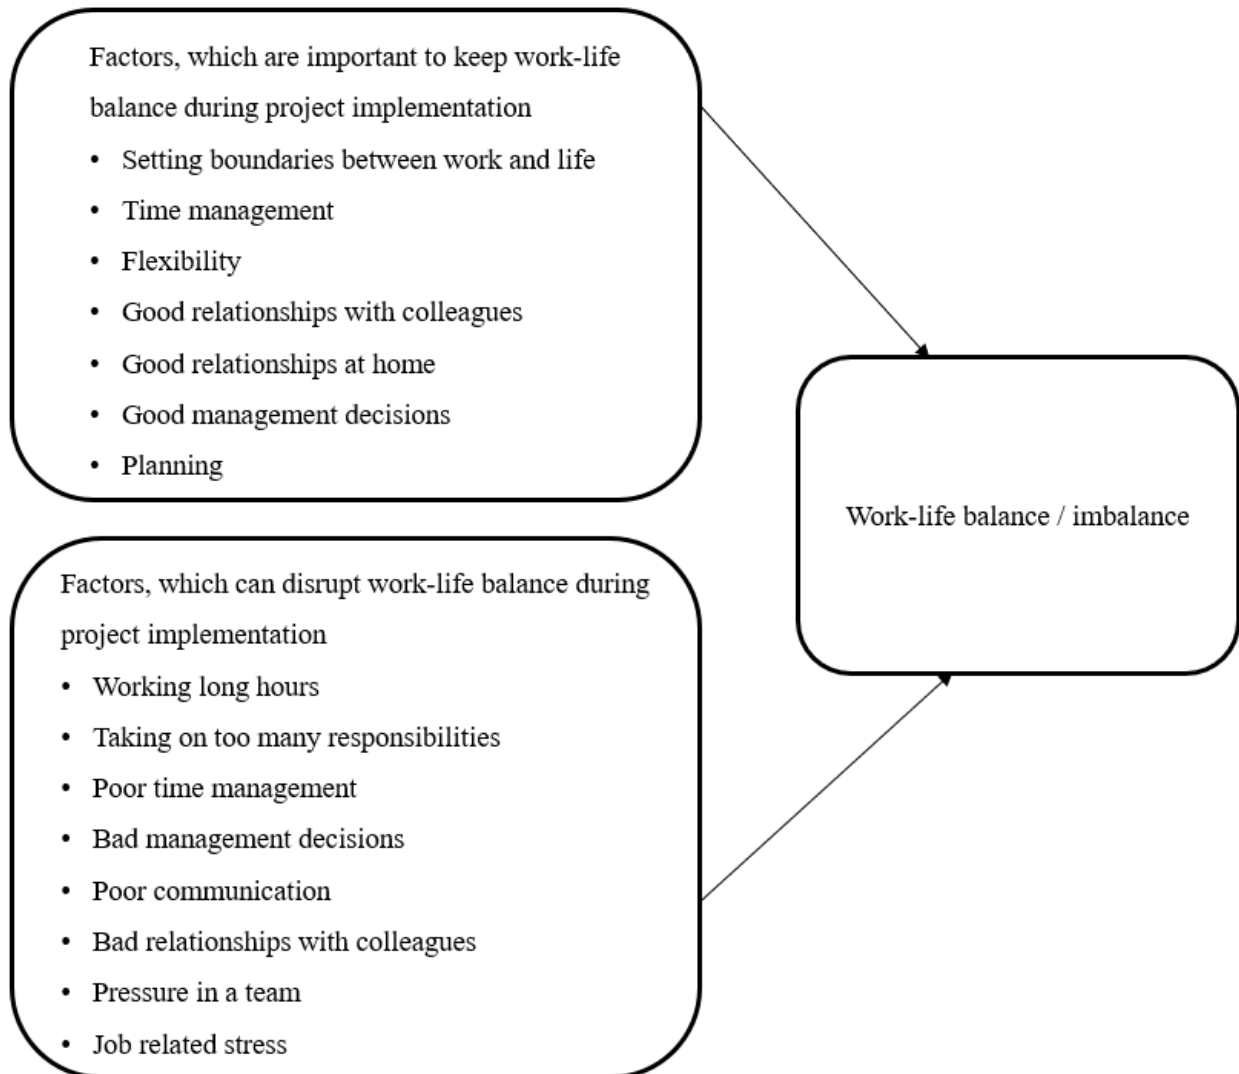 Factors, which are important to keep work-life
balance during project implementation
• Setting boundaries between work and life
• Time management
• Flexibility
• Good relationships with colleagues
• Good relationships at home
• Good management decisions
• Planning
Work-life balance / imbalance
Factors, which can disrupt work-life balance during
project implementation
• Working long hours
• Taking on too many responsibilities
• Poor time management
• Bad management decisions
• Poor communication
• Bad relationships with colleagues
• Pressure in a team
• Job related stress